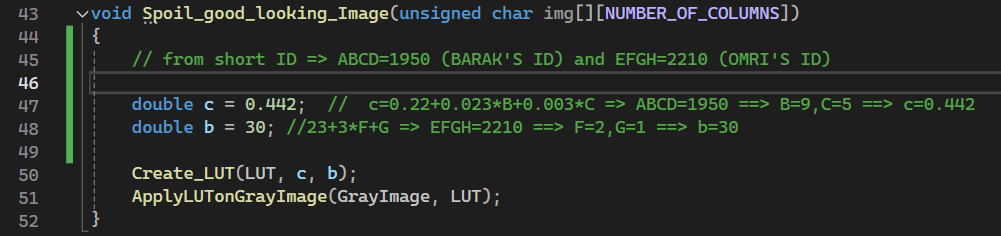 43 void Spoil_good_looking_Image(unsigned char img[][NUMBER_OF_COLUMNS])
44 {
45 // from short ID => ABCD=1950 (BARAK'S ID) and EFGH=2210 (OMRI'S ID)
46
47 double c = 0.442; // c=0.22+0.023*B+0.003*C => ABCD=1950 ==> B=9,C=5 ==> c=0.442
48 double b = 30; //23+3*F+G => EFGH=2210 ==> F=2,G=1 ==> b=30
49
50 Create_LUT(LUT, c, b);
51 ApplyLUTonGrayImage(GrayImage, LUT);
52 }